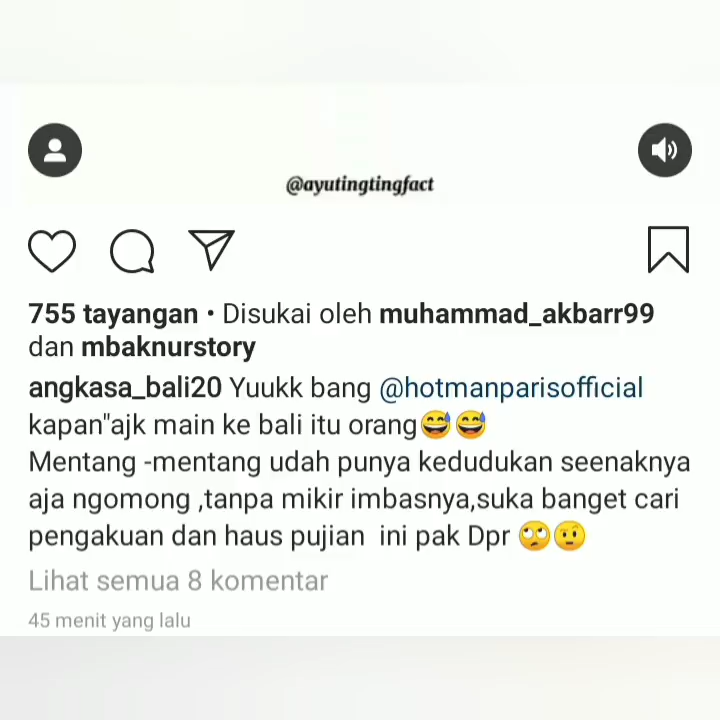 @ayutingtingfact
755 tayangan • Disukai oleh muhammad_akbarr99
dan mbaknurstory
angkasa_bali20 Yuukk bang @hotmanparisofficial
kapan"ajk main ke bali itu orang😅😅
Mentang -mentang udah punya kedudukan seenaknya
aja ngomong ,tanpa mikir imbasnya,suka banget cari
pengakuan dan haus pujian  ini pak Dpr 🙄🤨
Lihat semua 8 komentar
45 menit yang lalu